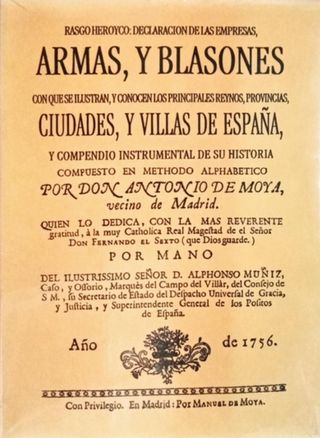 RASGO HEROYCO: DECLARACION DE LAS EMPRESAS,
ARMAS, Y BLASONES
CON QUE SE ILUSTRAN, Y CONOCEN LOS PRINCIPALES REYNOS, PROVINCIAS,
CIUDADES, Y VILLAS DE ESPAÑA,
Y COMPENDIO INSTRUMENTAL DE SU HISTORIA
COMPUESTO EN METHODO ALPHABETICO
POR DON ANTONIO DE MOYA,
vecino de Madrid.
QUIEN LO DEDICA, CON LA MAS REVERENTE
gratitud, à la muy Catholica Real Magestad de el Señor
DON FERNANDO EL SEXTO (que Dios guarde.)
POR MANO
DEL ILUSTRISSIMO SEÑOR D. ALPHONSO MUÑIZ,
Caso, y Ossorio, Marquès del Campo del Villàr, del Consejo de
S M., su Secretario de Estado del Despacho Universal de Gracia,
y Justicia, y Superintendente General de los Positos
de España.
Año de 1756.
Con Privilegio. En Madrid: Por MANUEL DE MOYA.